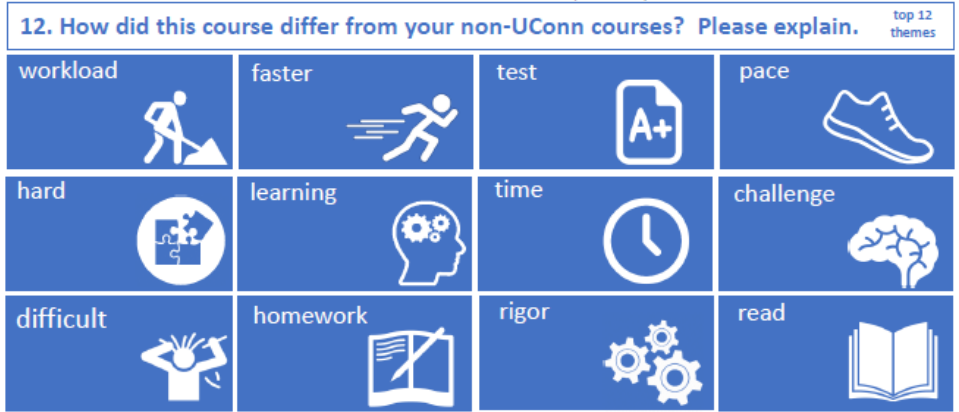 12. How did this course differ from your non-UConn courses?  Please explain.
top 12
themes
workload
faster
test
A+
pace
hard
learning
time
challenge
difficult
homework
rigor
read